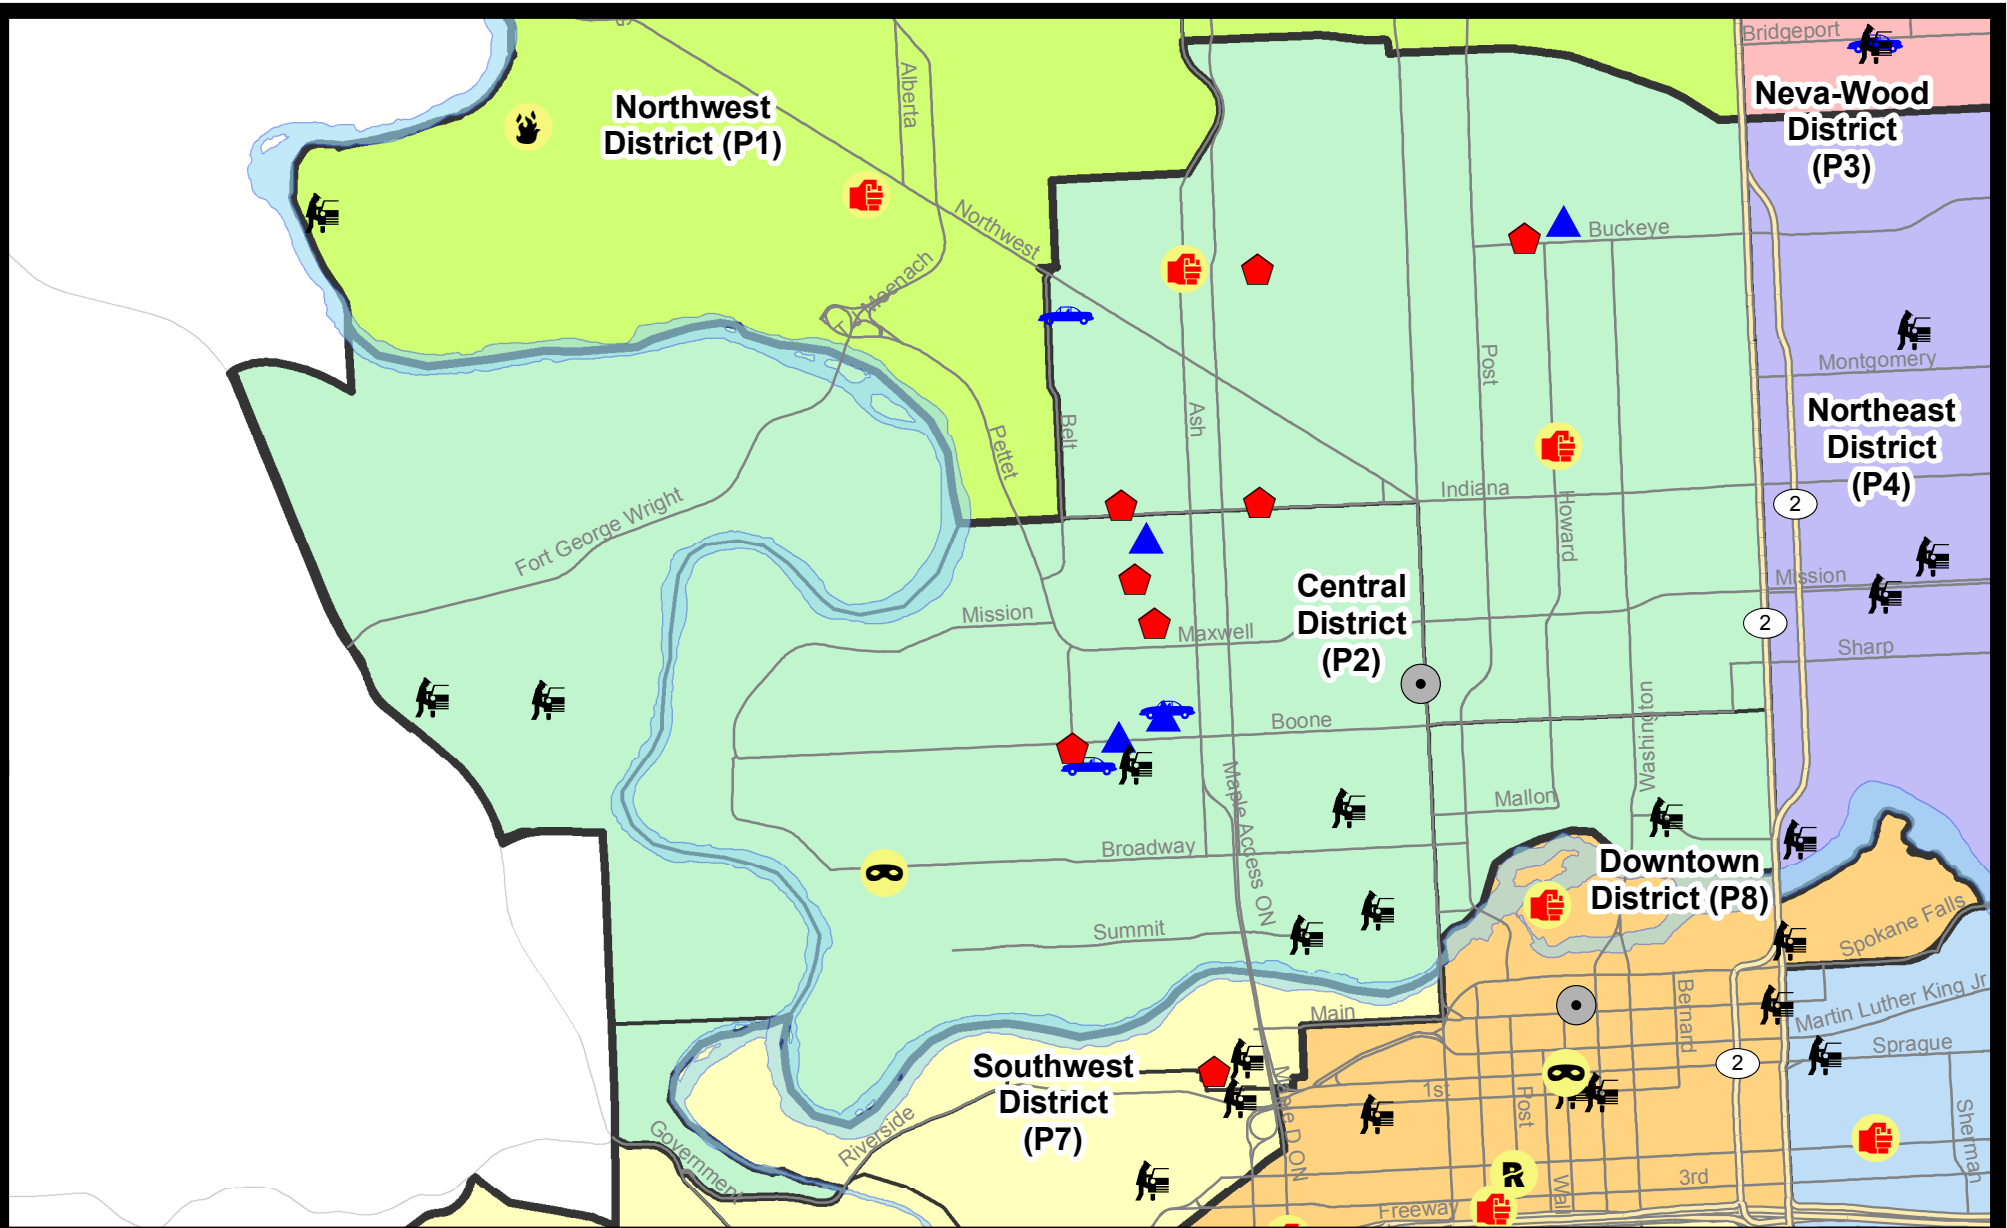 Bridgeport
Neva-Wood
District
(P3)
Northwest
District (P1)
Alberta
Northwest
Buckeye
T J Meenach
Post
Montgomery
Ash
Belt
Pettet
Northeast
District
(P4)
Indiana
2
Howard
Fort George Wright
Mission
Central
District
(P2)
Mission
Maxwell
2
Sharp
Washington
Boone
Maple Access ON
Mallon
Broadway
Downtown
District (P8)
Summit
Spokane Falls
Bernard
Main
Martin Luther King Jr
Sprague
Southwest
District
(P7)
2
1st
Post
Sherman
Riverside
Government
R
3rd
Wall
Freeway